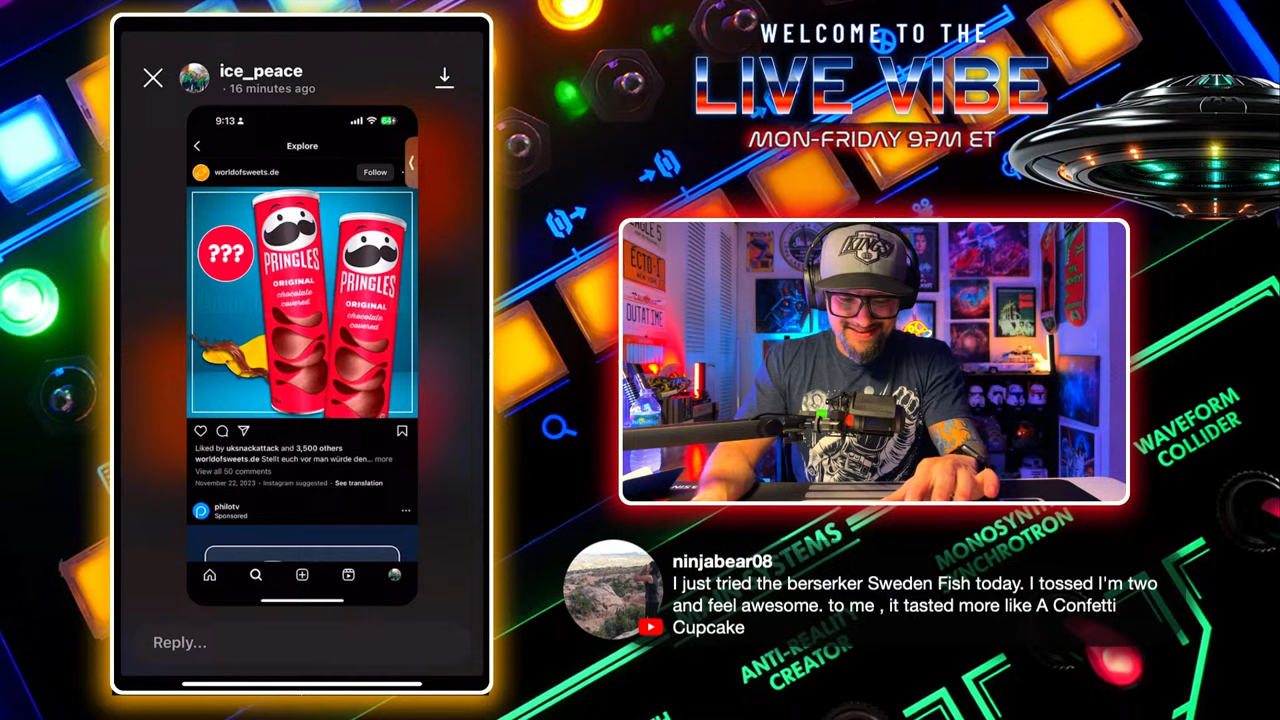 ice_peace
· 16 minutes ago
9:13
64
Explore
worldofsweets.de
Follow
???
PRINGLES
ORIGINAL
chocolate
covered
PRINGLES
ORIGINAL
chocolate
covered
Liked by uksnackattack and 3,500 others
worldofsweets.de Stellt euch vor man würde den... more
View all 50 comments
November 22, 2023 · Instagram suggested · See translation
philotv
Sponsored
Reply...
WELCOME TO THE
LIVE VIBE
MON-FRIDAY 9PM ET
ECTO-1
OUTATIME
KINGS
WAVEFORM
COLLIDER
SYSTEMS
ninjabear08
I just tried the berserker Sweden Fish today. I tossed I'm two
and feel awesome. to me , it tasted more like A Confetti
Cupcake
ANTI-REALITY
CREATOR